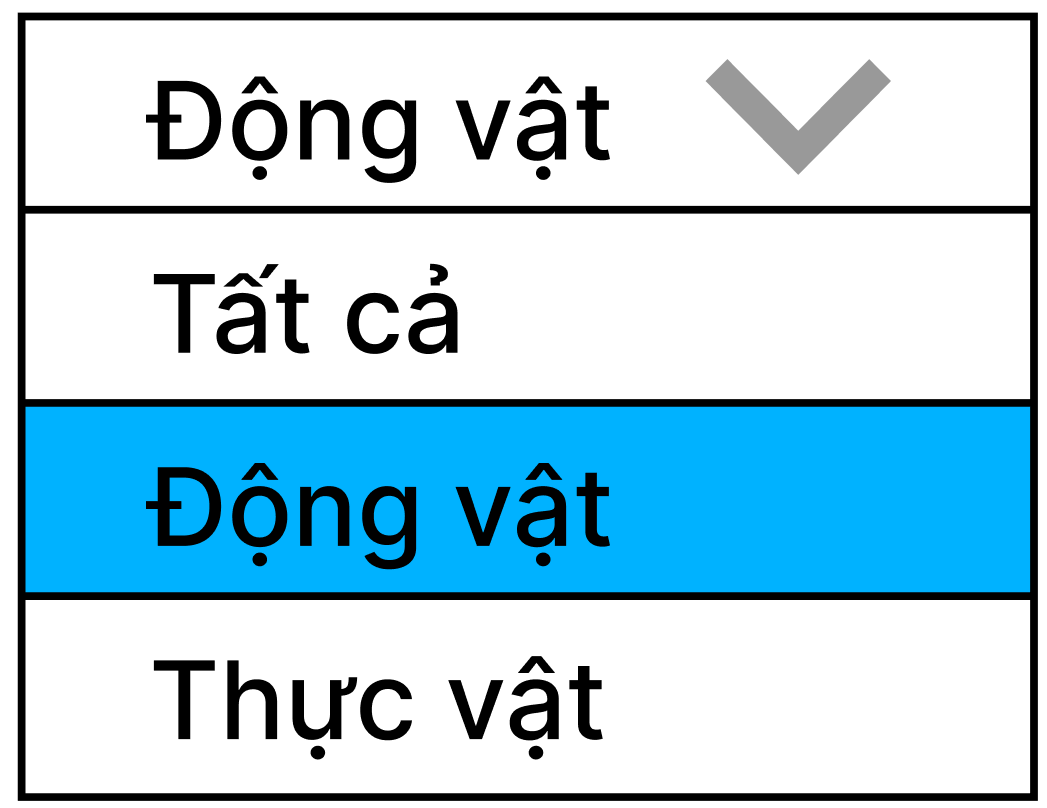 Động vật
Tất cả
Động vật
Thực vật